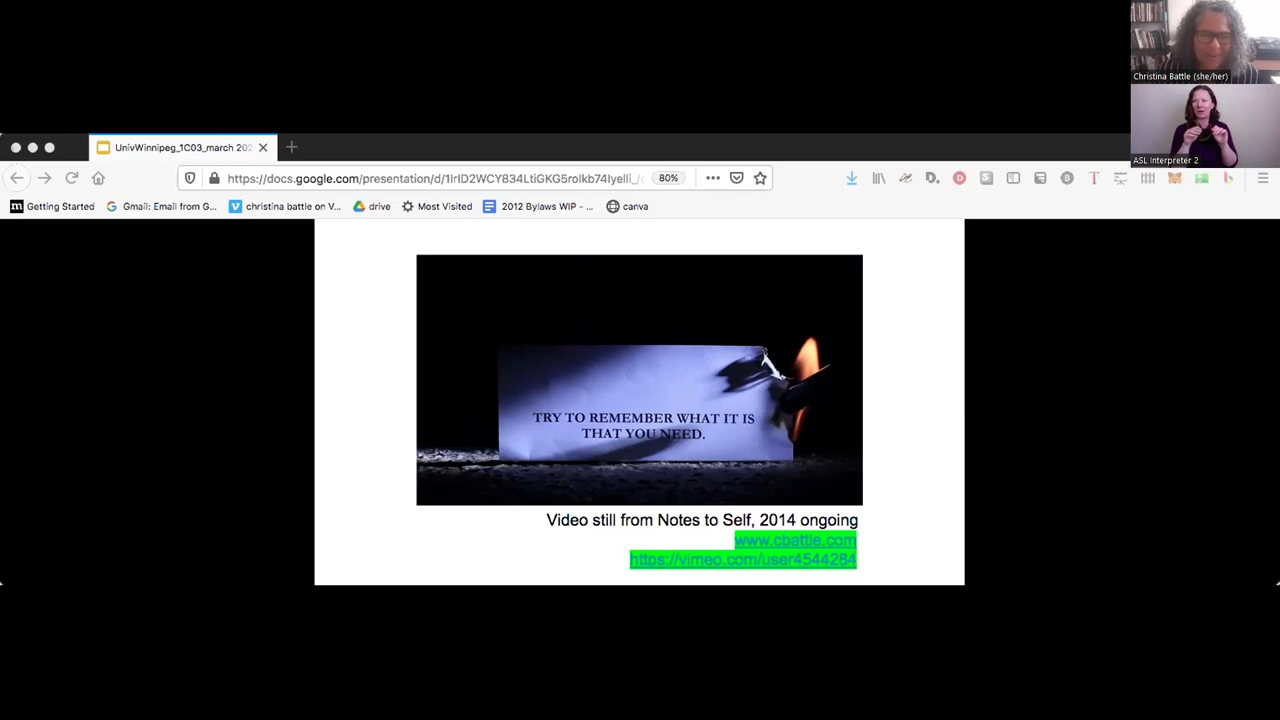 Christina Battle (she/her)
ASL Interpreter 2
UnivWinnipeg_1C03_march 202
https://docs.google.com/presentation/d/1IrID2WCY834LtiGKG5roIkb74Iyelli_/
80%
Getting Started
Gmail: Email from G...
christina battle on V...
drive
Most Visited
2012 Bylaws WIP - ...
canva
TRY TO REMEMBER WHAT IT IS
THAT YOU NEED.
Video still from Notes to Self, 2014 ongoing
www.cbattle.com
https://vimeo.com/user4544284